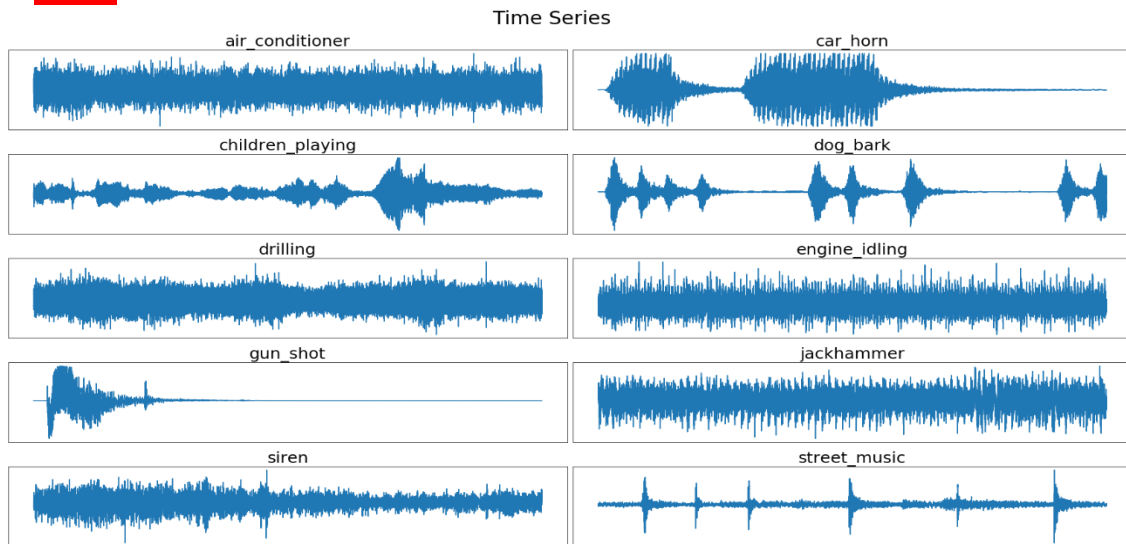 Time Series
air_conditioner
car_horn
children_playing
dog_bark
drilling
engine_idling
gun_shot
jackhammer
siren
street_music